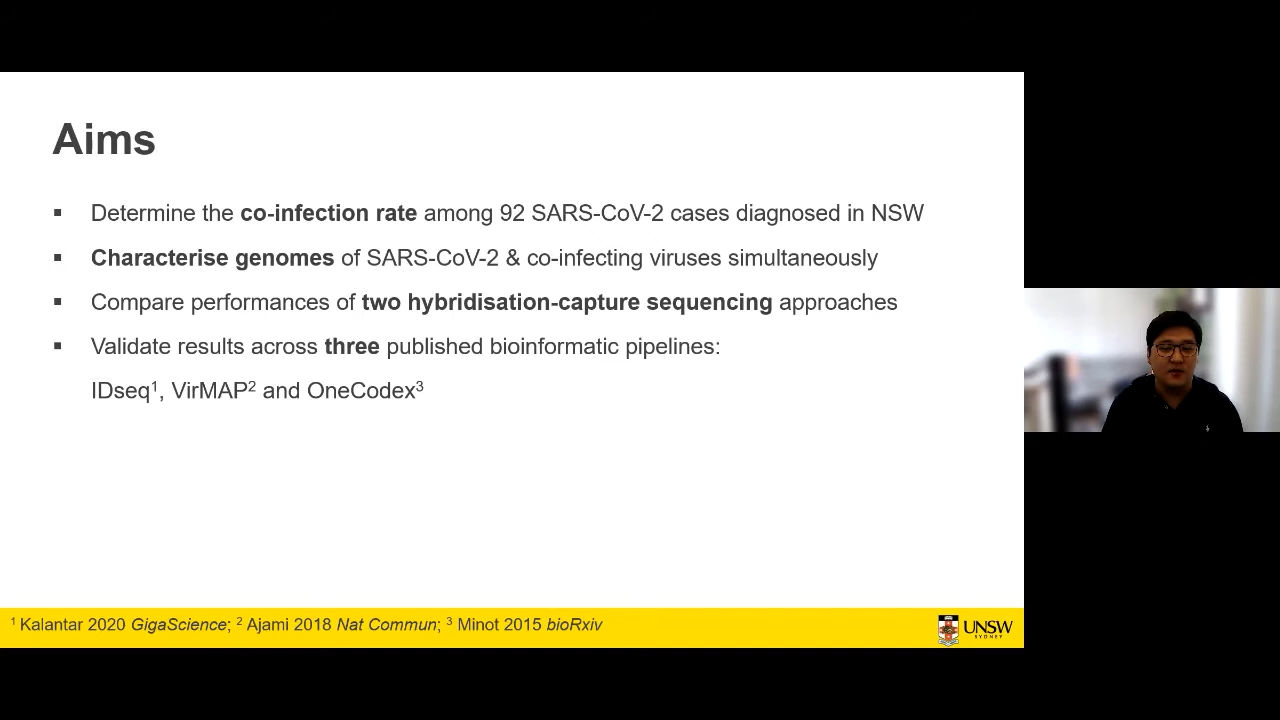 Aims
▪ Determine the co-infection rate among 92 SARS-CoV-2 cases diagnosed in NSW
▪ Characterise genomes of SARS-CoV-2 & co-infecting viruses simultaneously
▪ Compare performances of two hybridisation-capture sequencing approaches
▪ Validate results across three published bioinformatic pipelines:
IDseq¹, VirMAP² and OneCodex³
¹ Kalantar 2020 GigaScience; ² Ajami 2018 Nat Commun; ³ Minot 2015 bioRxiv
UNSW
SYDNEY